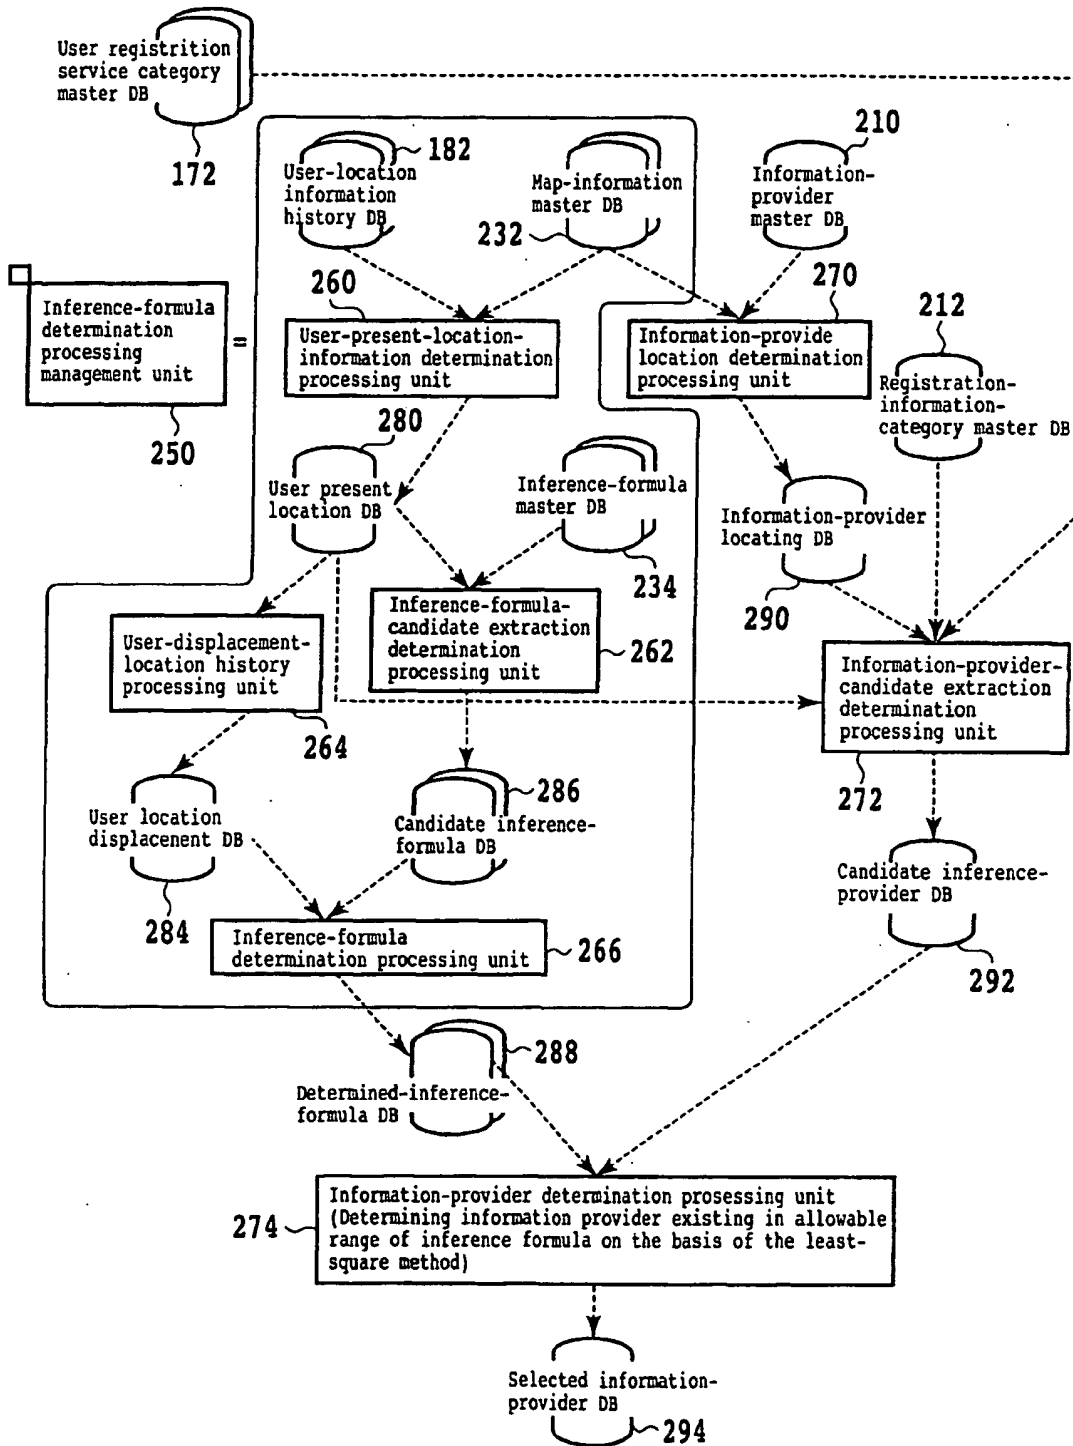 User registrition
service category
master DB
172
182
User-location
information
history DB
Map-information
master DB
232
210
Information-
provider
master DB
260
270
Inference-formula
determination
processing
management unit
=
250
User-present-location-
information determination
processing unit
Information-provide
location determination
processing unit
212
Registration-
information-
category master DB
280
User present
location DB
Inference-formula
master DB
234
Information-provider
locating DB
290
Inference-formula-
candidate extraction
determination
processing unit
262
User-displacement-
location history
processing unit
264
Information-provider-
candidate extraction
determination
processing unit
272
286
User location
displacenent DB
284
Candidate inference-
formula DB
Candidate inference-
provider DB
292
Inference-formula
determination processing unit
266
288
Determined-inference-
formula DB
274
Information-provider determination prosessing unit
(Determining information provider existing in allowable
range of inference formula on the basis of the least-
square method)
Selected information-
provider DB
294